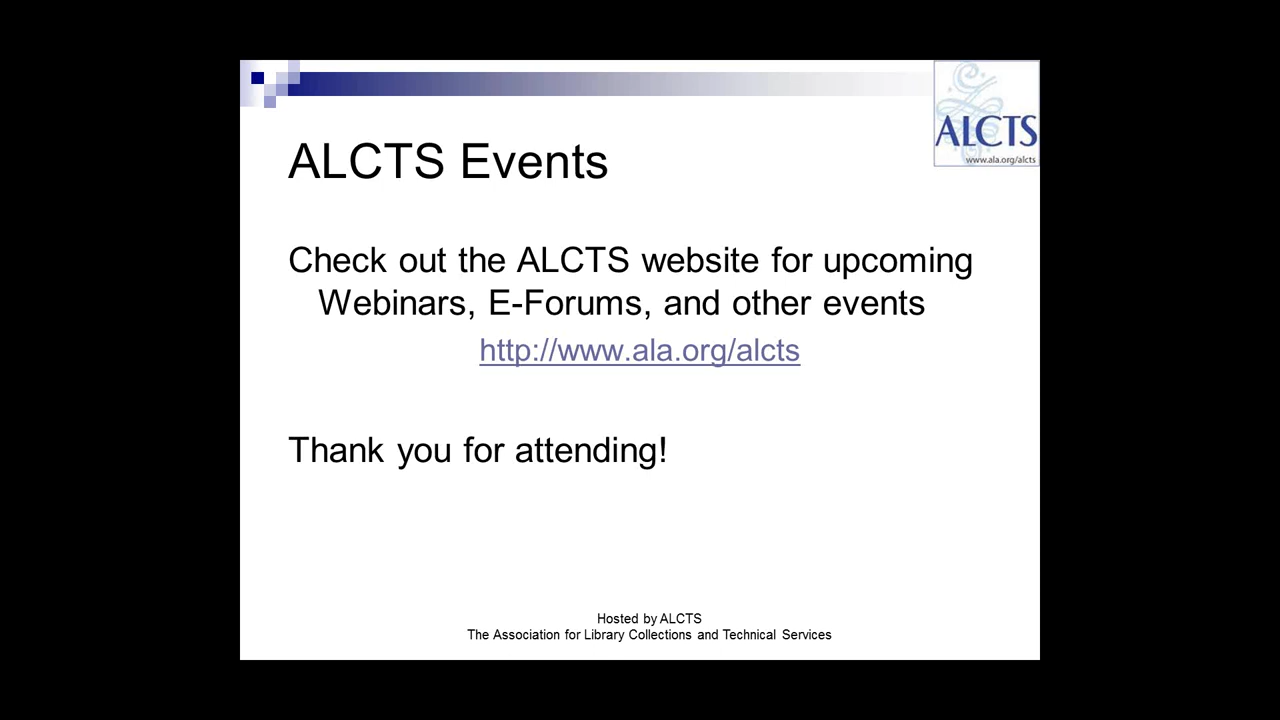 ALCTS
www.ala.org/alcts
ALCTS Events
Check out the ALCTS website for upcoming
Webinars, E-Forums, and other events
http://www.ala.org/alcts
Thank you for attending!
Hosted by ALCTS
The Association for Library Collections and Technical Services